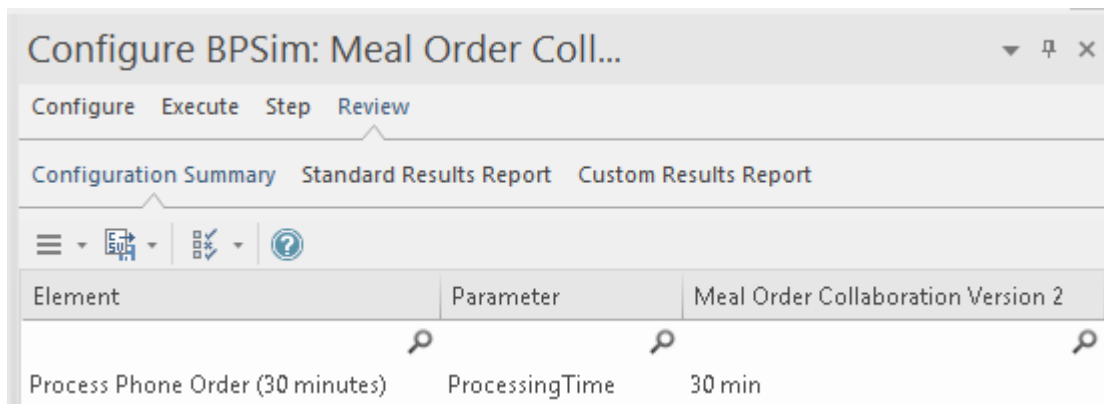 Configure BPSim: Meal Order Coll...
Configure Execute Step Review
Configuration Summary Standard Results Report Custom Results Report
Element Parameter Meal Order Collaboration Version 2
Process Phone Order (30 minutes) ProcessingTime 30 min